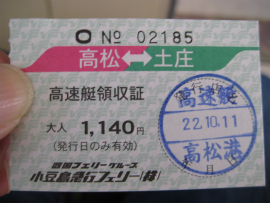 O No 02185
高松⟷土庄
高速艇領収証
大人 1,140円
(発行日のみ有効)
四国フェリーグループ
小豆島急行フェリー(株)
高速艇
22.10.11
高松港